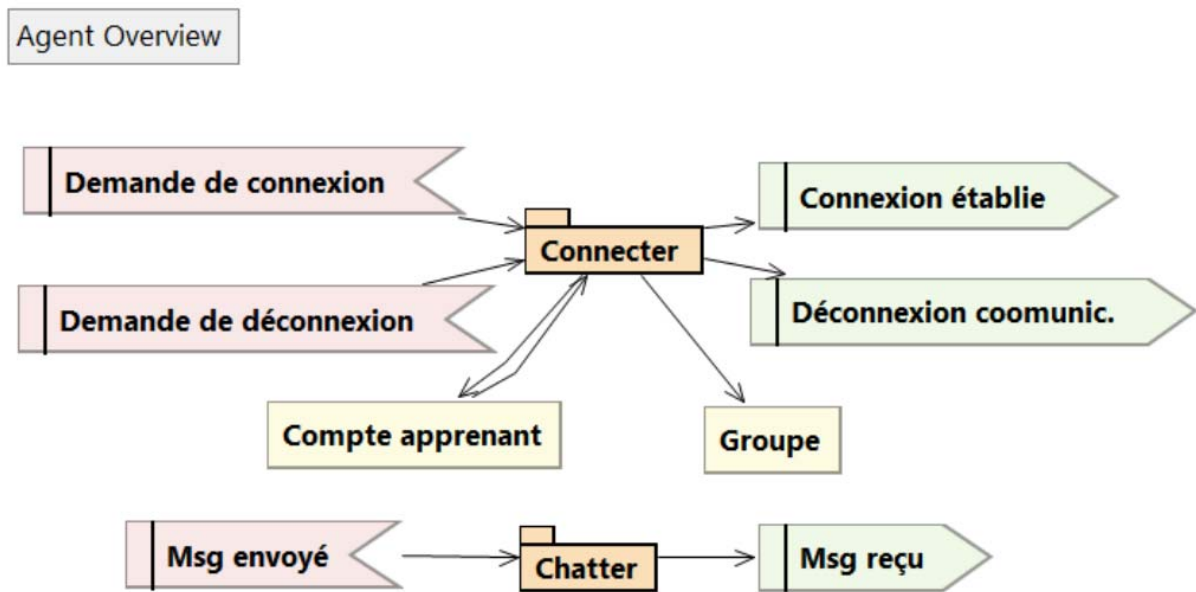 Agent Overview
Demande de connexion
Connexion établie
Connecter
Demande de déconnexion
Déconnexion coomunic.
Compte apprenant
Groupe
Msg envoyé
Chatter
Msg reçu